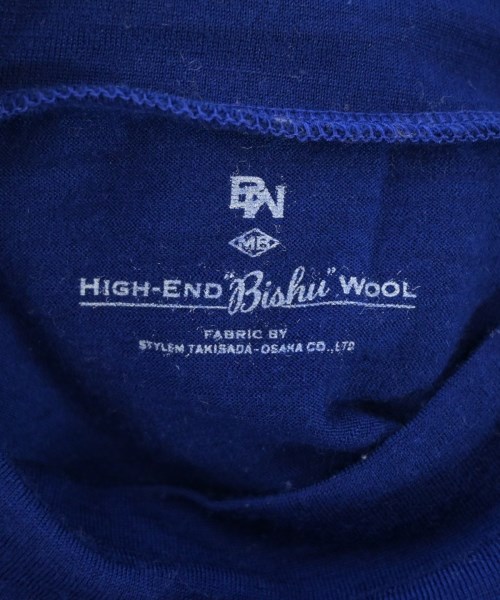 BW
MB
HIGH-END "Bishu" WOOL
FABRIC BY
STYLEM TAKISADA-OSAKA CO., LTD